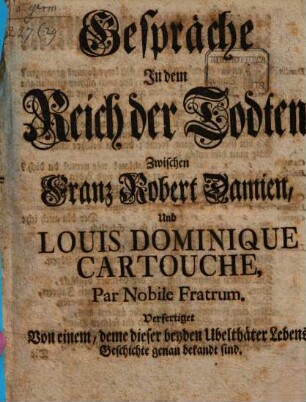 Gespräche
In dem
Reich der Todten
Zwischen
Franz Robert Damien,
Und
LOUIS DOMINIQUE
CARTOUCHE,
Par Nobile Fratrum.
Verfertiget
Von einem, deme dieser beyden Ubelthäter Lebens
Geschichte genau bekandt sind.